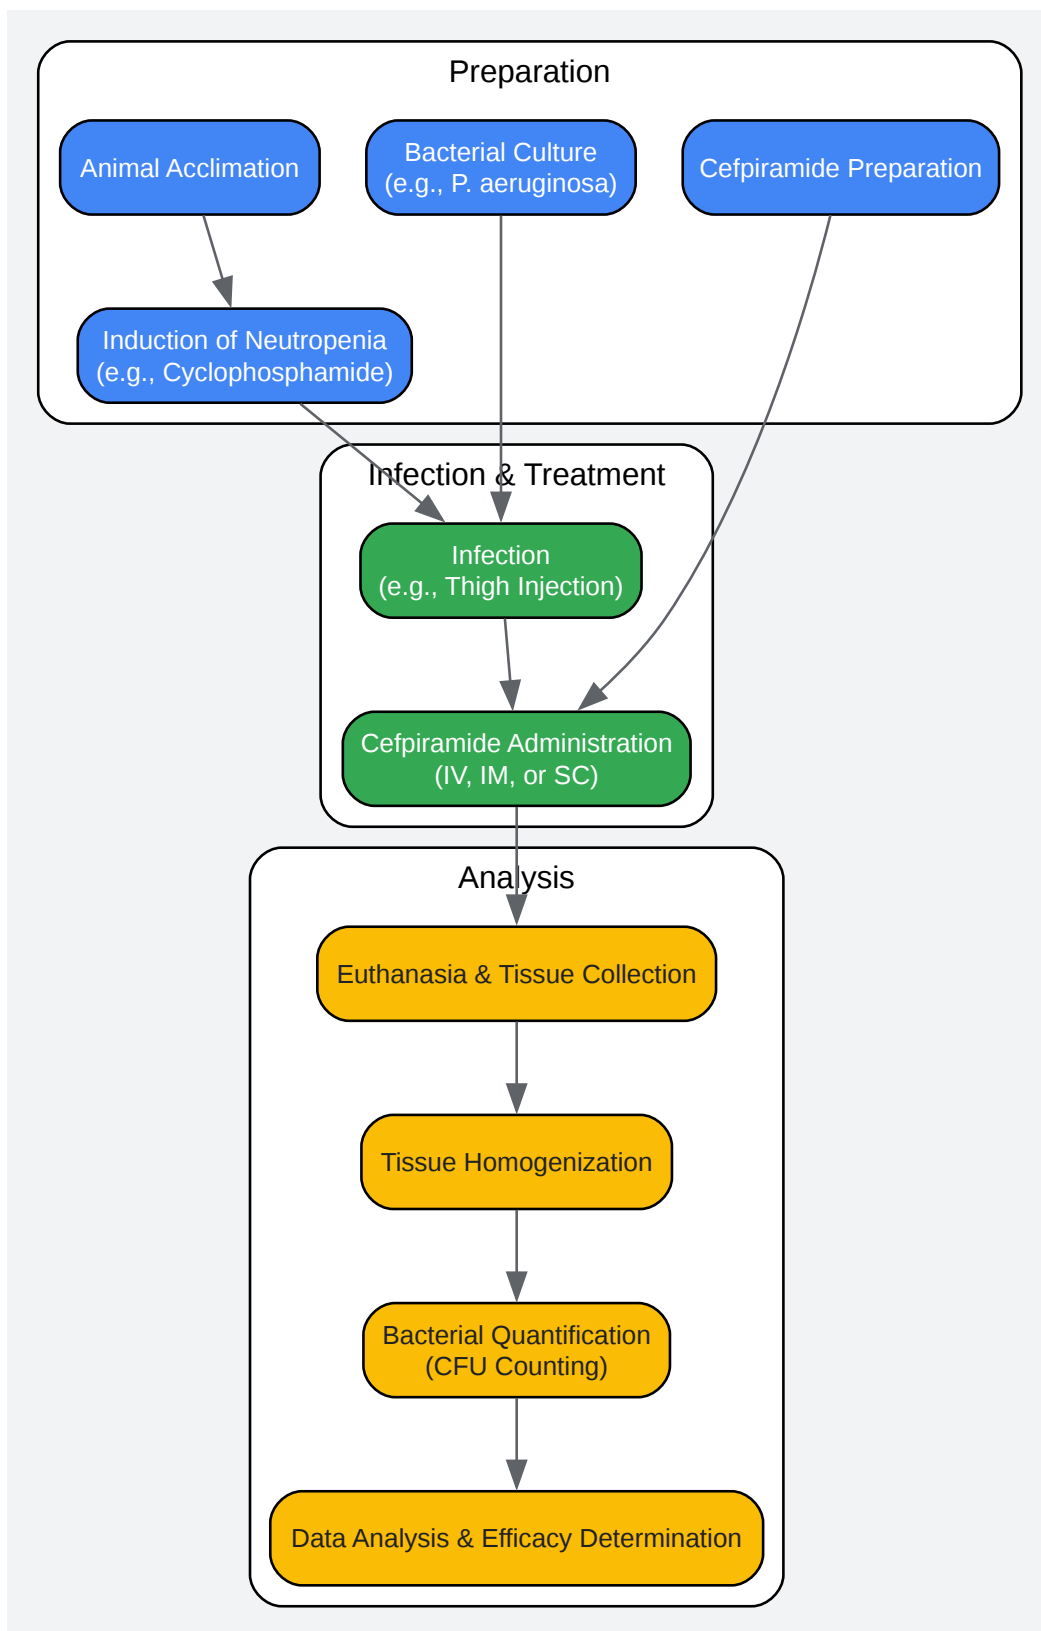 Preparation
Animal Acclimation
Bacterial Culture
(e.g., P. aeruginosa)
Cefpiramide Preparation
Induction of Neutropenia
(e.g., Cyclophosphamide)
Infection & Treatment
Infection
(e.g., Thigh Injection)
Cefpiramide Administration
(IV, IM, or SC)
Analysis
Euthanasia & Tissue Collection
Tissue Homogenization
Bacterial Quantification
(CFU Counting)
Data Analysis & Efficacy Determination